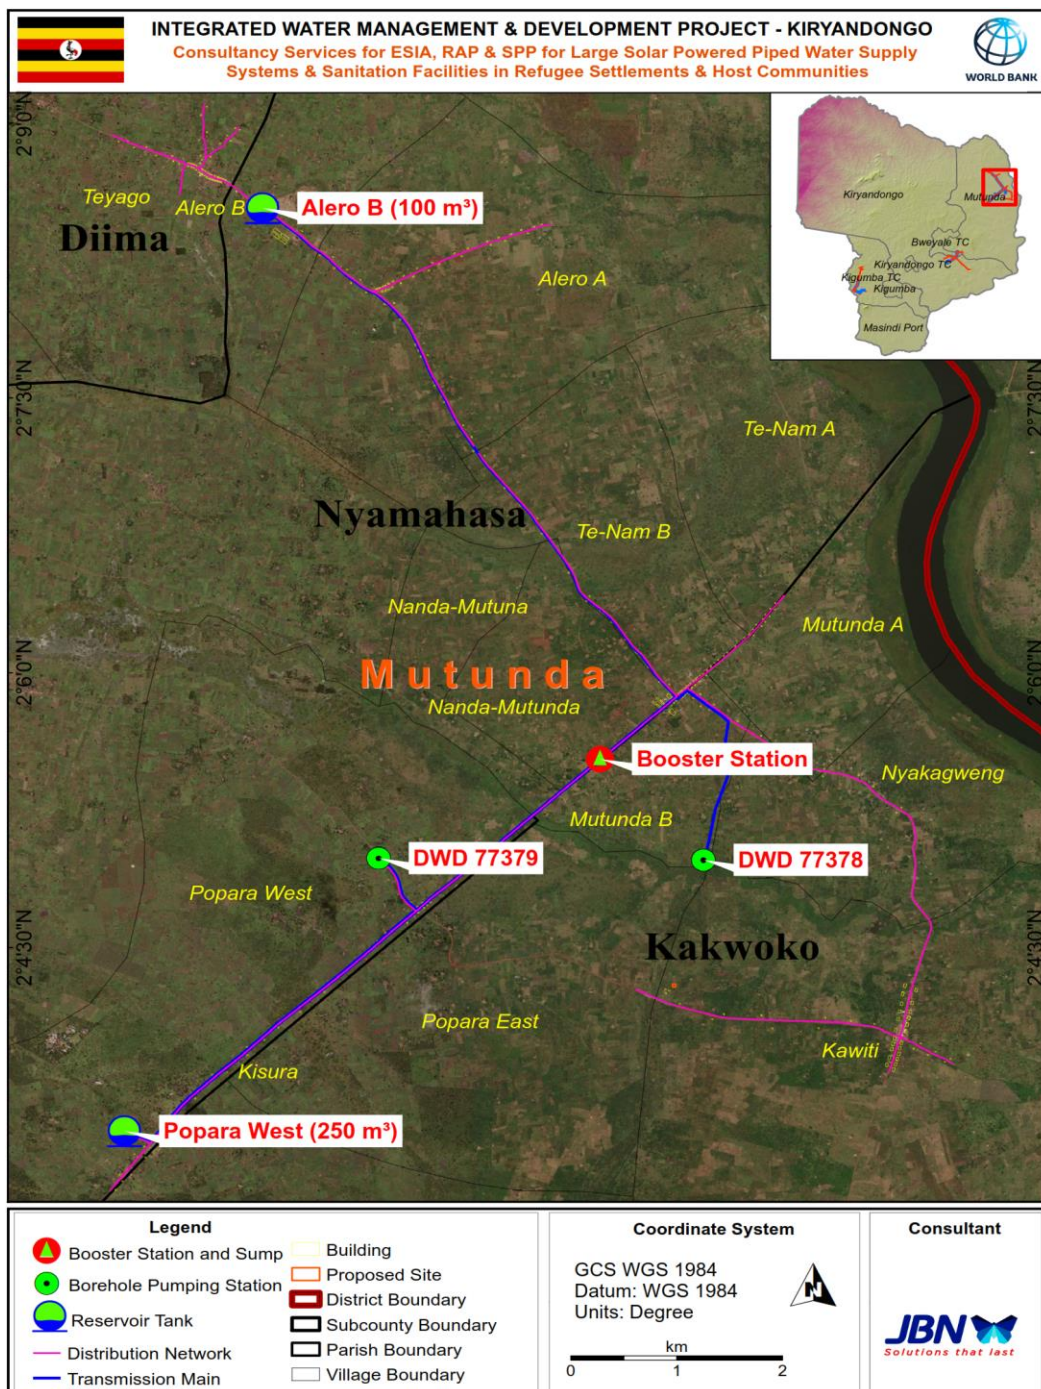 INTEGRATED WATER MANAGEMENT & DEVELOPMENT PROJECT - KIRYANDONGO
Consultancy Services for ESIA, RAP & SPP for Large Solar Powered Piped Water Supply
Systems & Sanitation Facilities in Refugee Settlements & Host Communities
WORLD BANK
2°9'0"N
Kiryandongo
Mutunda
Bweyale TC
Kiryandongo TC
Kigumba TC
Kigumba
Masindi Port
Teyago
Alero B
Alero B (100 m³)
Diima
Alero A
2°7'30"N
2°7'30"N
Te-Nam A
Nyamahasa
Te-Nam B
Nanda-Mutuna
Mutunda A
2°6'0"N
2°6'0"N
Mutunda
Nanda-Mutunda
Booster Station
Nyakagweng
Mutunda B
DWD 77379
DWD 77378
Popara West
2°4'30"N
2°4'30"N
Kakwoko
Popara East
Kawiti
Kisura
Popara West (250 m³)
Legend
Booster Station and Sump
Borehole Pumping Station
Reservoir Tank
Distribution Network
Transmission Main
Building
Proposed Site
District Boundary
Subcounty Boundary
Parish Boundary
Village Boundary
Coordinate System
GCS WGS 1984
Datum: WGS 1984
Units: Degree
N
km
0 1 2
Consultant
JBN
Solutions that last